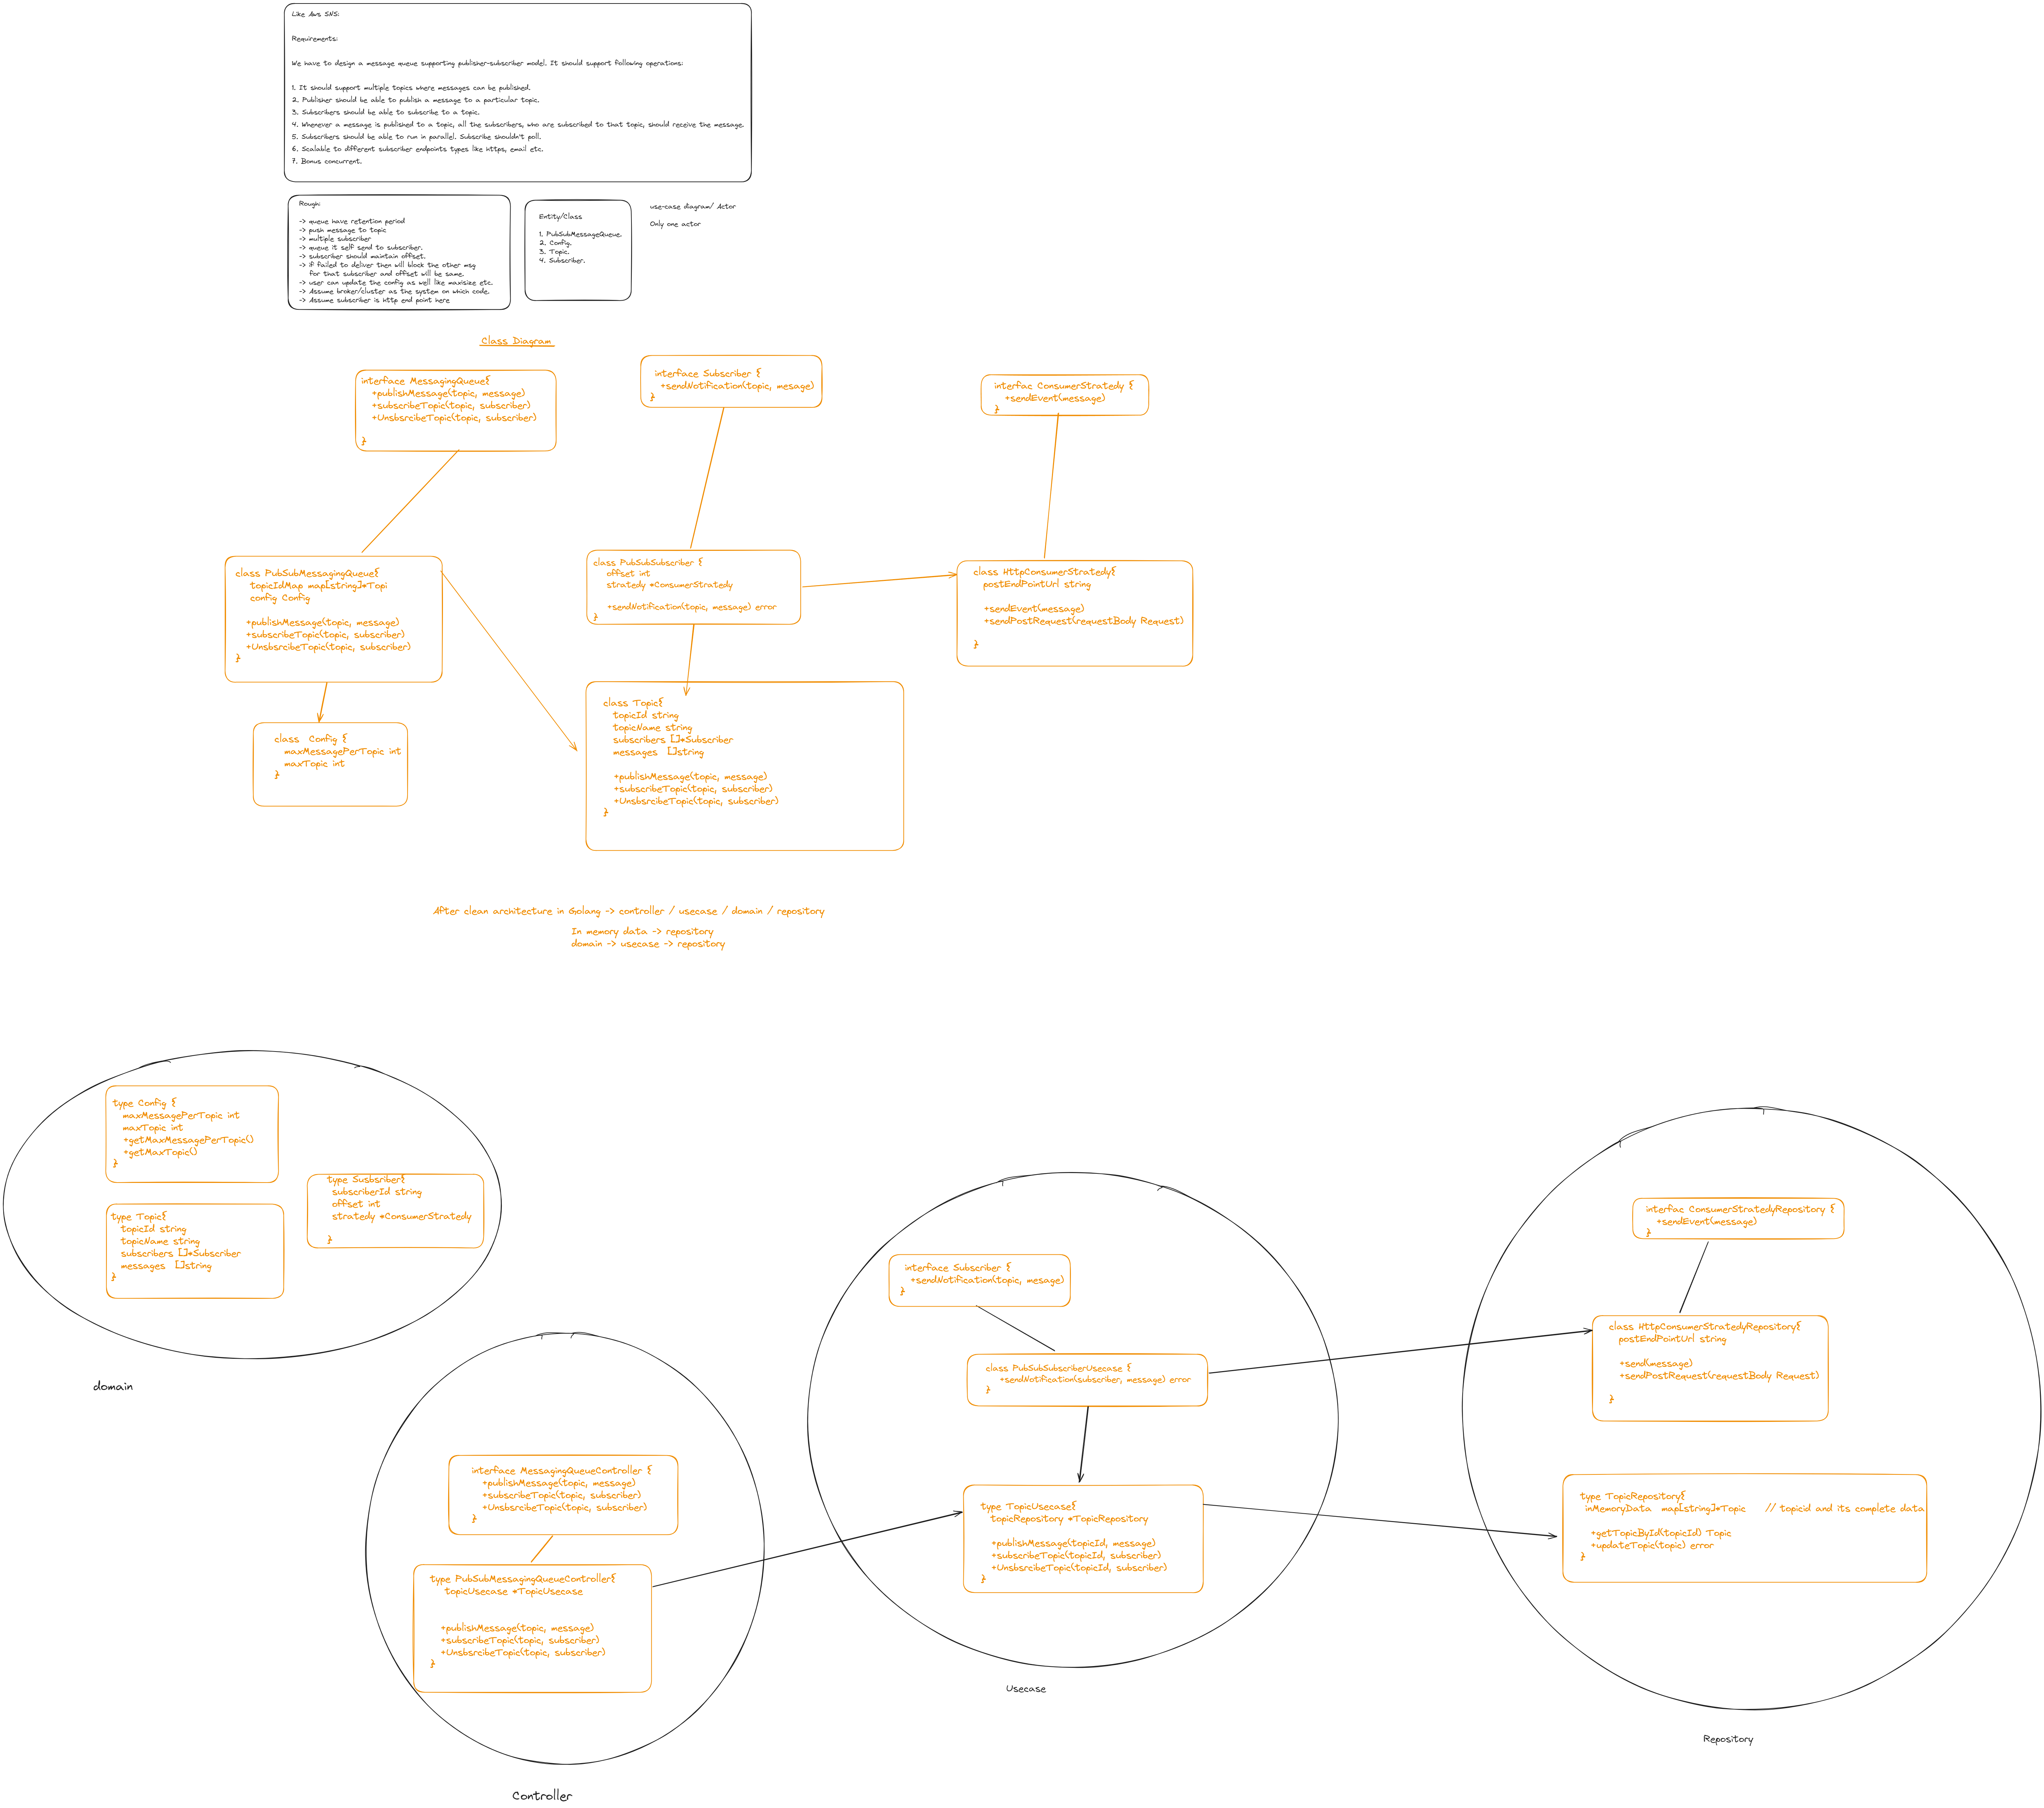 Like Aws SNS:
Requirements:
We have to design a message queue supporting publisher-subscriber model. It should support following operations:
1. It should support multiple topics where messages can be published.
2. Publisher should be able to publish a message to a particular topic.
3. Subscribers should be able to subscribe to a topic.
4. Whenever a message is published to a topic, all the subscribers, who are subscribed to that topic, should receive the message.
5. Subscribers should be able to run in parallel. Subscribe shouldn't poll.
6. Scalable to different subscriber endpoints types like https, email etc.
7. Bonus concurrent.
Rough:
-> queue have retention period
-> push message to topic
-> multiple subscriber
-> queue it self send to subscriber.
-> subscriber should maintain offset.
-> if failed to deliver then will block the other msg
for that subscriber and offset will be same.
-> user can update the config as well like maxisize etc.
-> Assume broker/cluster as the system on which code.
-> Assume subscriber is http end point here
Entity/Class
1. PubSubMessageQueue.
2. Config.
3. Topic.
4. Subscriber.
use-case diagram/ Actor
Only one actor
Class Diagram
interface MessagingQueue{
+publishMessage(topic, message)
+subscribeTopic(topic, subscriber)
+UnsbsrcibeTopic(topic, subscriber)
}
interface Subscriber {
+sendNotification(topic, mesage)
}
interfac ConsumerStratedy {
+sendEvent(message)
}
class PubSubMessagingQueue{
topicIdMap map[string]*Topi
config Config
+publishMessage(topic, message)
+subscribeTopic(topic, subscriber)
+UnsbsrcibeTopic(topic, subscriber)
}
class PubSubSubscriber {
offset int
stratedy *ConsumerStratedy
+sendNotification(topic, message) error
}
class HttpConsumerStratedy{
postEndPointUrl string
+sendEvent(message)
+sendPostRequest(requestBody Request)
}
class  Config {
maxMessagePerTopic int
maxTopic int
}
class Topic{
topicId string
topicName string
subscribers []*Subscriber
messages  []string
+publishMessage(topic, message)
+subscribeTopic(topic, subscriber)
+UnsbsrcibeTopic(topic, subscriber)
}
After clean architecture in Golang -> controller / usecase / domain / repository
In memory data -> repository
domain -> usecase -> repository
type Config {
maxMessagePerTopic int
maxTopic int
+getMaxMessagePerTopic()
+getMaxTopic()
}
type Susbsriber{
subscriberId string
offset int
stratedy *ConsumerStratedy
}
type Topic{
topicId string
topicName string
subscribers []*Subscriber
messages  []string
}
domain
interface MessagingQueueController {
+publishMessage(topic, message)
+subscribeTopic(topic, subscriber)
+UnsbsrcibeTopic(topic, subscriber)
}
type PubSubMessagingQueueController{
topicUsecase *TopicUsecase
+publishMessage(topic, message)
+subscribeTopic(topic, subscriber)
+UnsbsrcibeTopic(topic, subscriber)
}
Controller
interface Subscriber {
+sendNotification(topic, mesage)
}
class PubSubSubscriberUsecase {
+sendNotification(subscriber, message) error
}
type TopicUsecase{
topicRepository *TopicRepository
+publishMessage(topicId, message)
+subscribeTopic(topicId, subscriber)
+UnsbsrcibeTopic(topicId, subscriber)
}
Usecase
interfac ConsumerStratedyRepository {
+sendEvent(message)
}
class HttpConsumerStratedyRepository{
postEndPointUrl string
+send(message)
+sendPostRequest(requestBody Request)
}
type TopicRepository{
inMemoryData  map[string]*Topic    // topicid and its complete data
+getTopicById(topicId) Topic
+updateTopic(topic) error
}
Repository